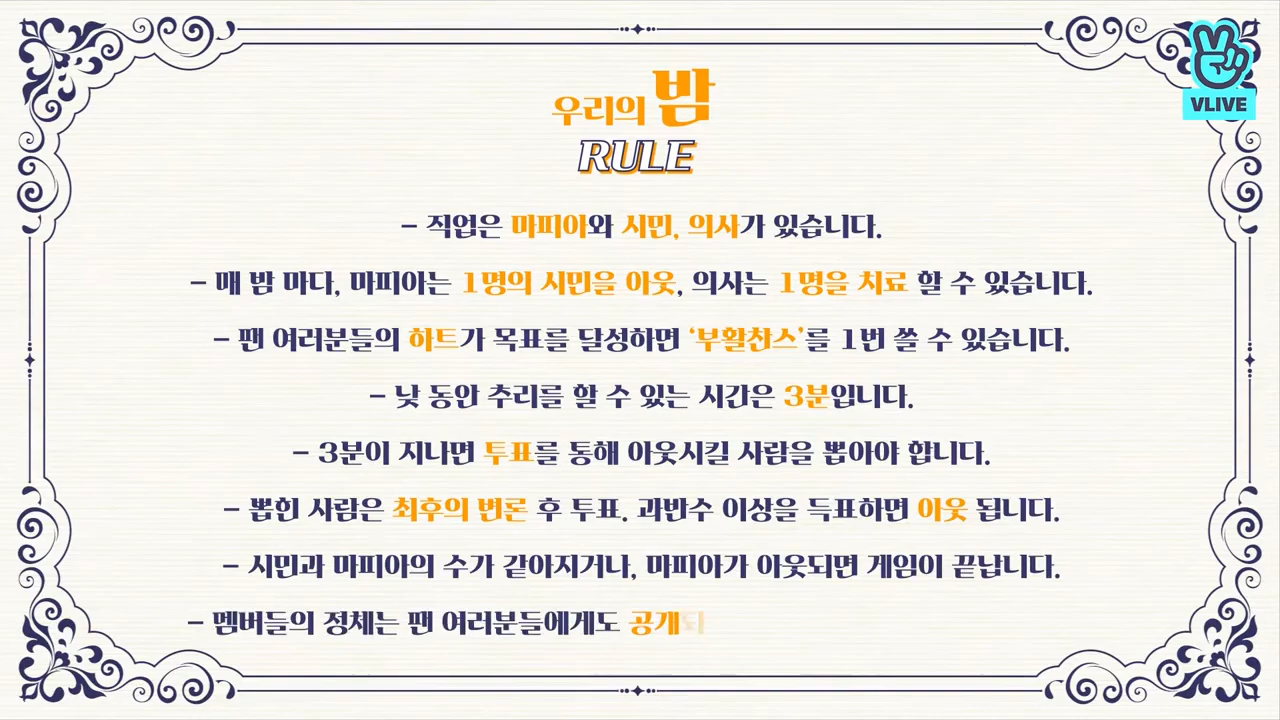 VLIVE
우리의 밤
RULE
- 직업은 마피아와 시민, 의사가 있습니다.
- 매 밤 마다, 마피아는 1명의 시민을 아웃, 의사는 1명을 치료 할 수 있습니다.
- 팬 여러분들의 하트가 목표를 달성하면 ‘부활찬스’를 1번 쓸 수 있습니다.
- 낮 동안 추리를 할 수 있는 시간은 3분입니다.
- 3분이 지나면 투표를 통해 아웃시킬 사람을 뽑아야 합니다.
- 뽑힌 사람은 최후의 변론 후 투표. 과반수 이상을 득표하면 아웃 됩니다.
- 시민과 마피아의 수가 같아지거나, 마피아가 아웃되면 게임이 끝납니다.
- 멤버들의 정체는 팬 여러분들에게도 공개